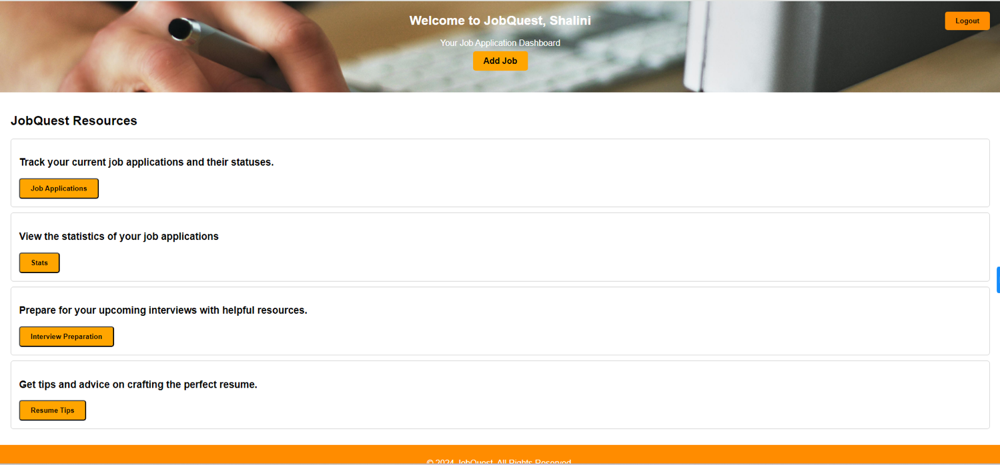 Welcome to JobQuest, Shalini
Logout
Your Job Application Dashboard
Add Job
JobQuest Resources
Track your current job applications and their statuses.
Job Applications
View the statistics of your job applications
Stats
Prepare for your upcoming interviews with helpful resources.
Interview Preparation
Get tips and advice on crafting the perfect resume.
Resume Tips
© 2024 JobQuest. All Rights Reserved.